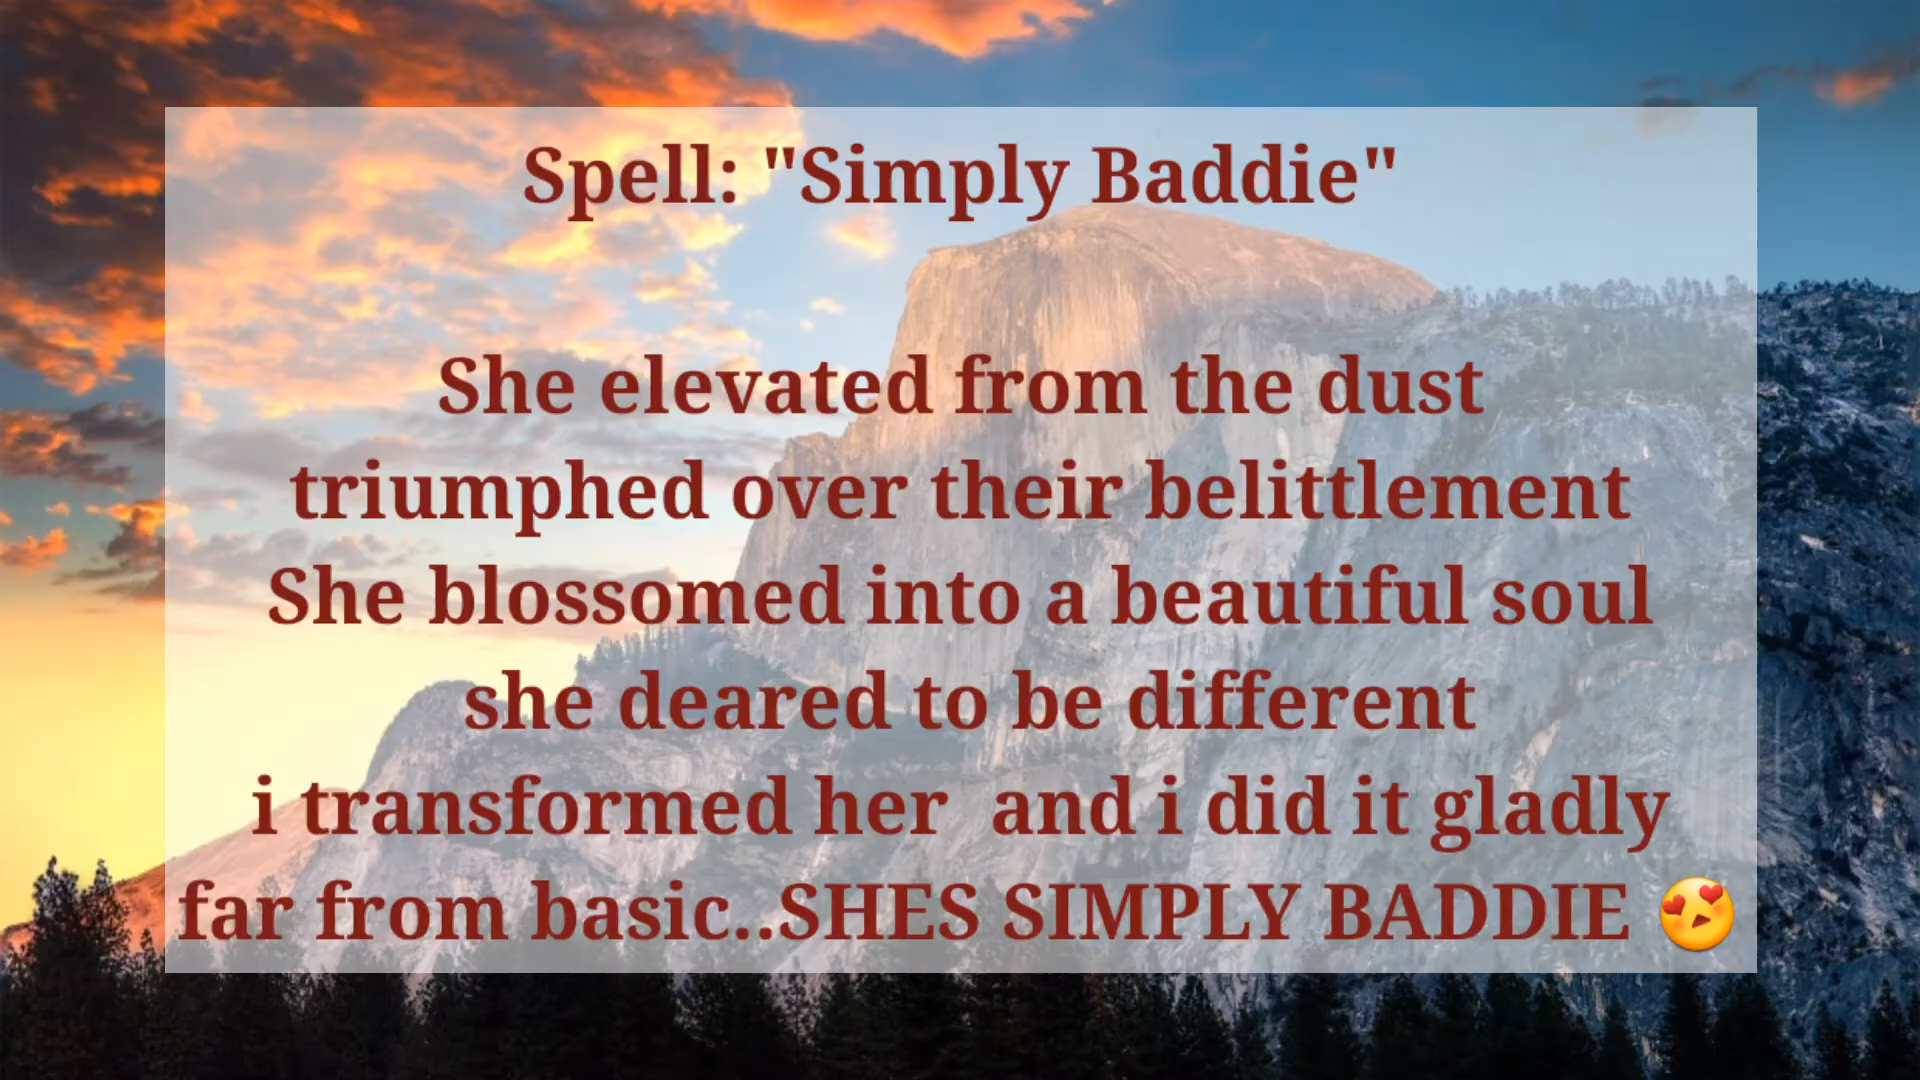 Spell: "Simply Baddie"
She elevated from the dust
triumphed over their belittlement
She blossomed into a beautiful soul
she deared to be different
i transformed her  and i did it gladly
far from basic..SHES SIMPLY BADDIE 😍